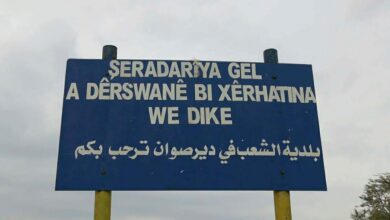 ŞERADARÎYA GEL
A DÊRSWANÊ BI XÊRHATINA
WE DIKE
بلدية الشعب في ديرصوان ترحب بكم